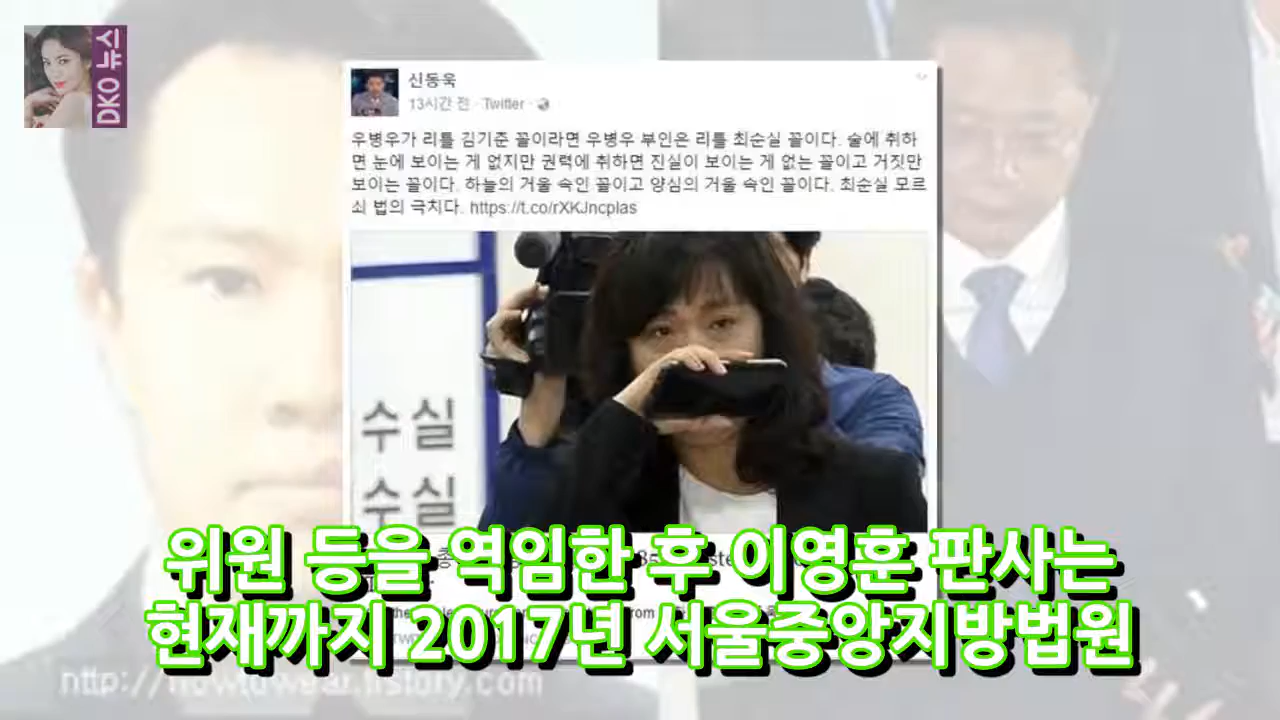 DKO 뉴스
신동욱
13시간 전 · Twitter ·
우병우가 리틀 김기춘 꼴이라면 우병우 부인은 리틀 최순실 꼴이다. 술에 취하
면 눈에 보이는 게 없지만 권력에 취하면 진실이 보이는 게 없는 꼴이고 거짓만
보이는 꼴이다. 하늘의 거울 속인 꼴이고 양심의 거울 속인 꼴이다. 최순실 모르
쇠 법의 극치다. https://t.co/rXKJncplas
수실
수실
위원 등을 역임한 후 이영훈 판사는
현재까지 2017년 서울중앙지방법원
from